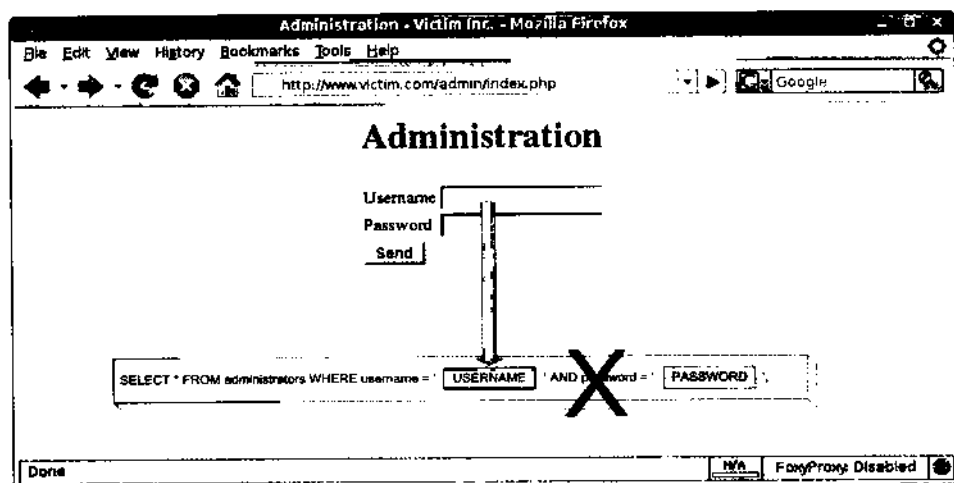 Administration - Victim Inc. - Mozilla Firefox
File Edit View History Bookmarks Tools Help
http://www.victim.com/admin/index.php
Google
Administration
Username
Password
Send
SELECT * FROM administrators WHERE username = ' USERNAME ' AND password = ' PASSWORD ';
Done
N/A
FoxyProxy: Disabled